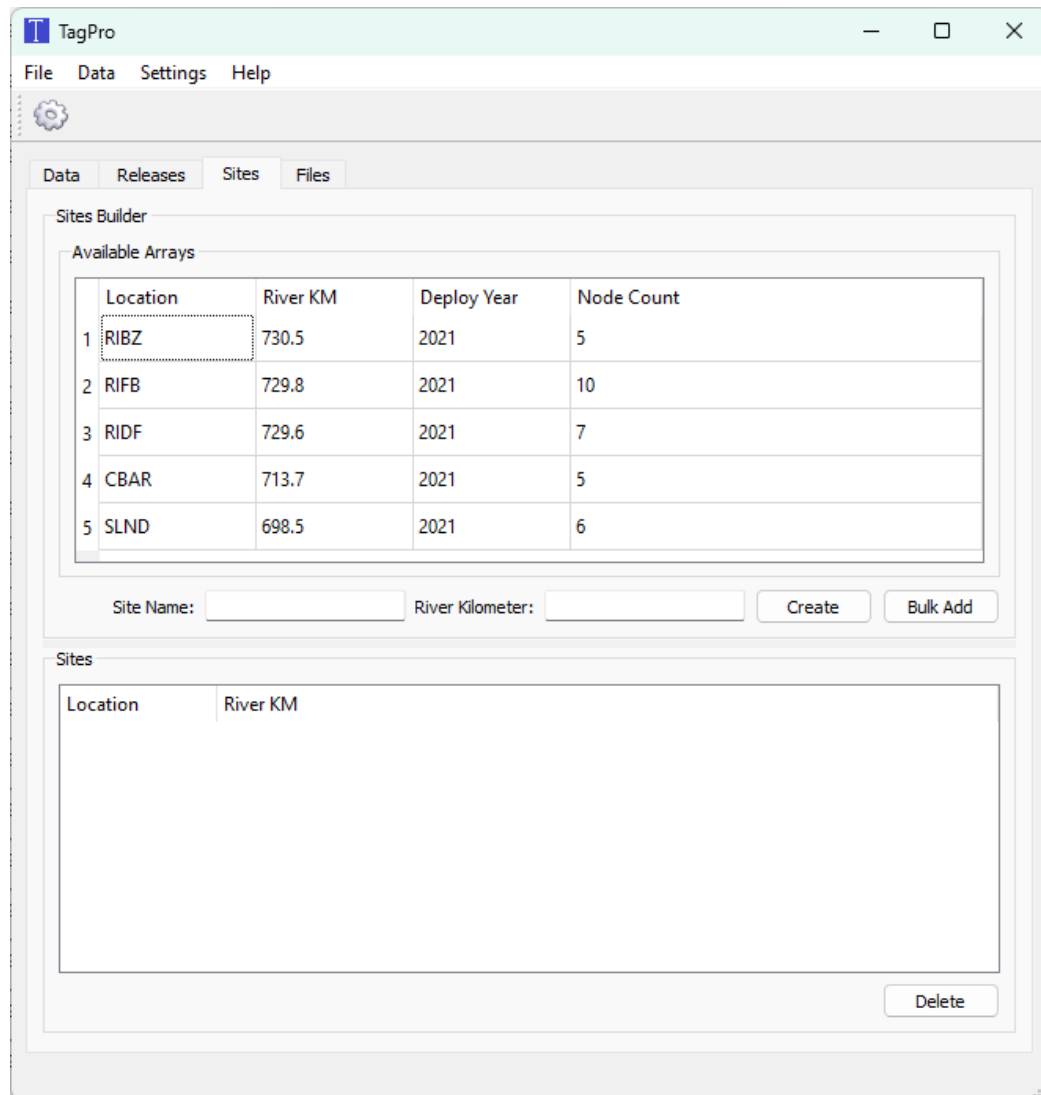 T TagPro
File Data Settings Help
Data Releases Sites Files
Sites Builder
Available Arrays
Location River KM Deploy Year Node Count
1 RIBZ 730.5 2021 5
2 RIFB 729.8 2021 10
3 RIDF 729.6 2021 7
4 CBAR 713.7 2021 5
5 SLND 698.5 2021 6
Site Name: River Kilometer: Create Bulk Add
Sites
Location River KM
Delete